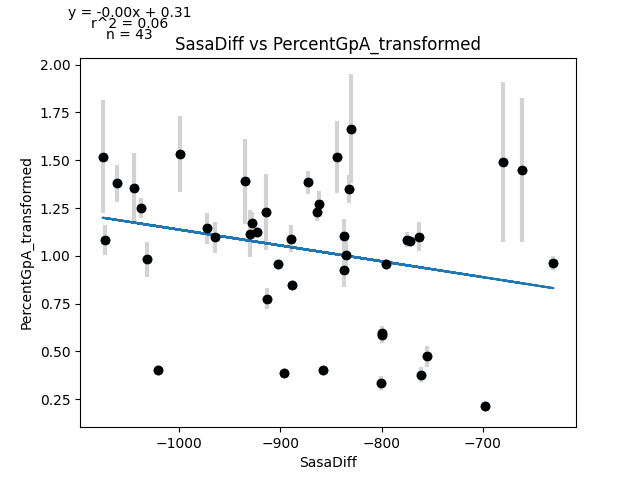 y = -0.00x + 0.31
r^2 = 0.06
n = 43
SasaDiff vs PercentGpA_transformed
2.00
1.75
1.50
1.25
1.00
0.75
0.50
0.25
PercentGpA_transformed
−1000
−900
−800
−700
SasaDiff